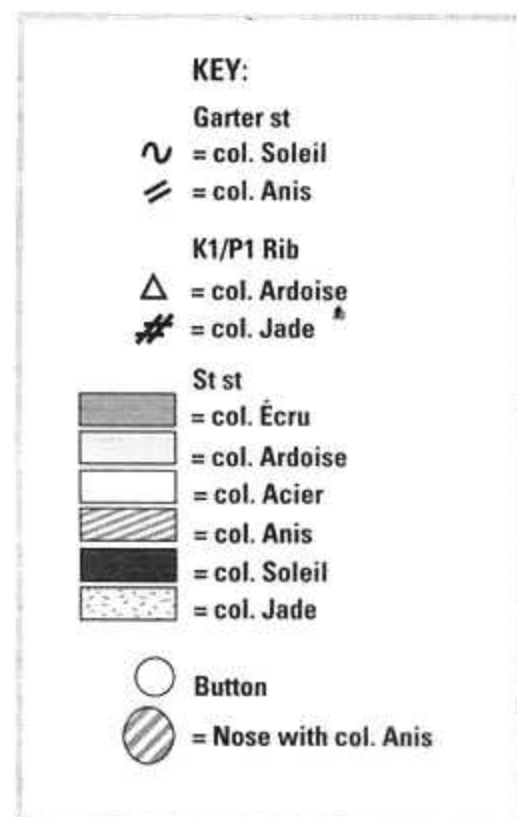 KEY:
Garter st
= col. Soleil
= col. Anis
K1/P1 Rib
= col. Ardoise
= col. Jade
St st
= col. Écru
= col. Ardoise
= col. Acier
= col. Anis
= col. Soleil
= col. Jade
Button
= Nose with col. Anis